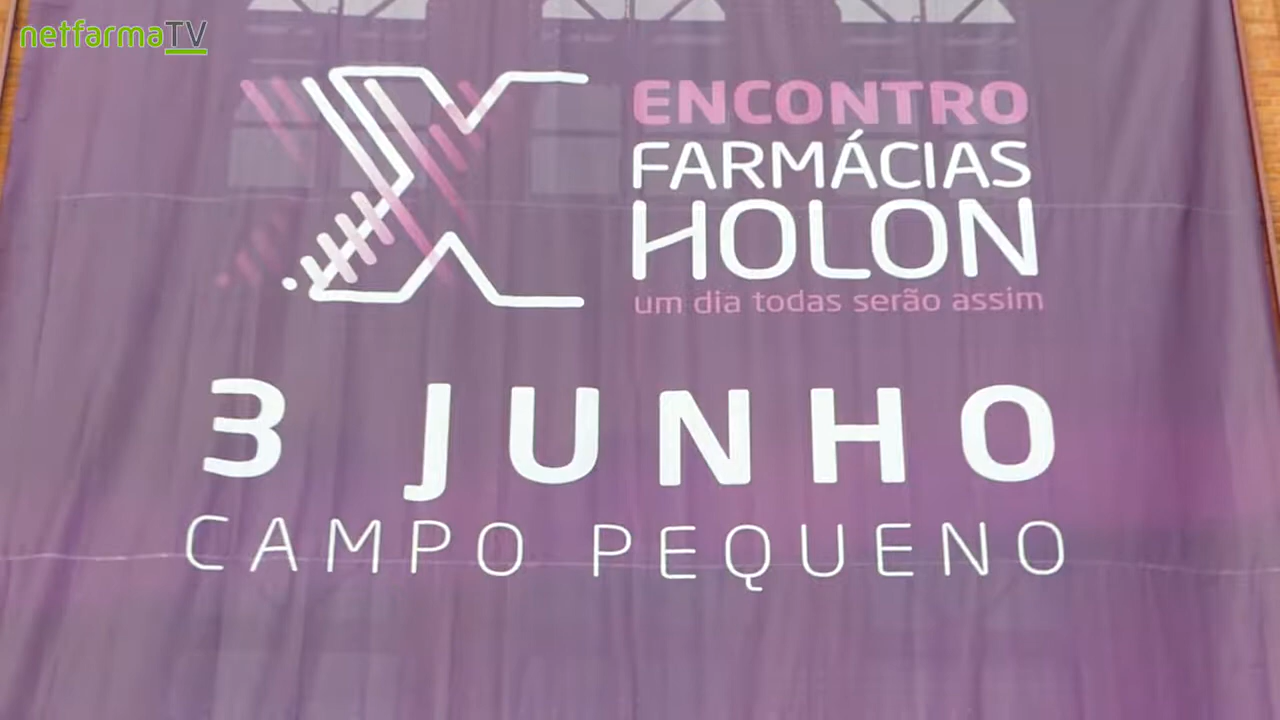 netfarmaTV
X ENCONTRO
FARMÁCIAS
HOLON
um dia todas serão assim
3 JUNHO
CAMPO PEQUENO